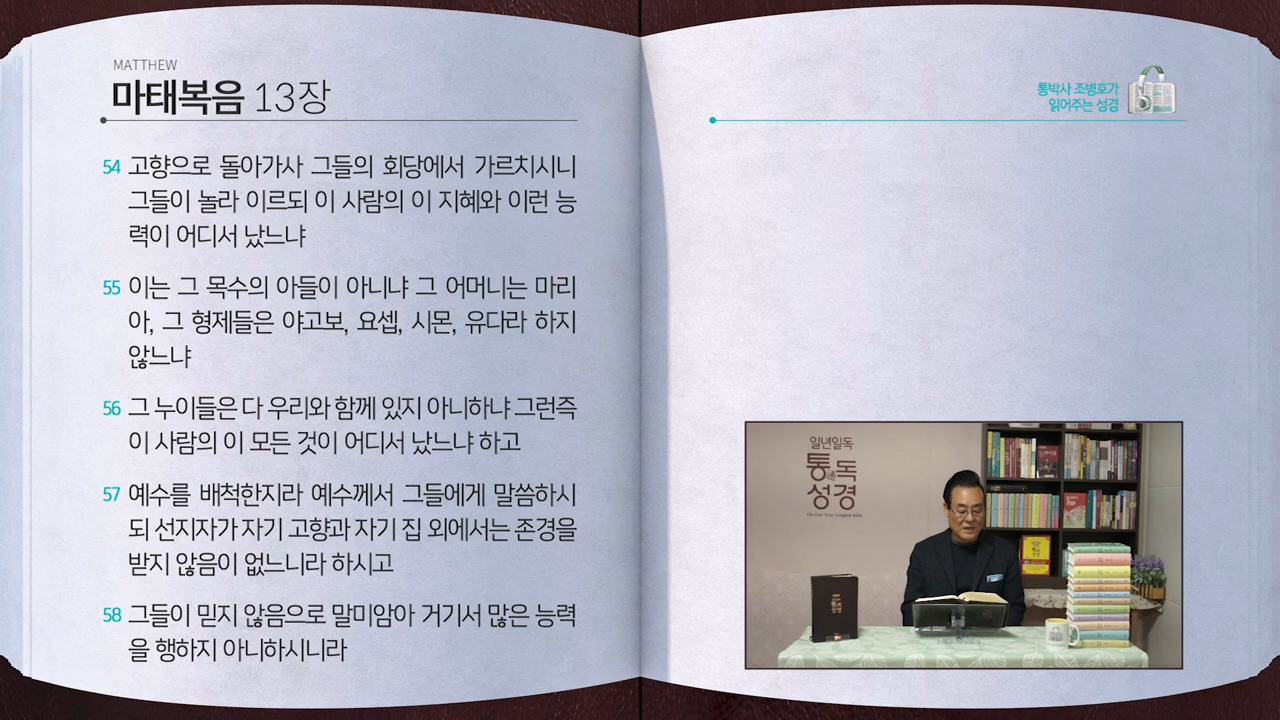 MATTHEW
마태복음 13장
54 고향으로 돌아가사 그들의 회당에서 가르치시니
그들이 놀라 이르되 이 사람의 이 지혜와 이런 능
력이 어디서 났느냐
55 이는 그 목수의 아들이 아니냐 그 어머니는 마리
아, 그 형제들은 야고보, 요셉, 시몬, 유다라 하지
않느냐
56 그 누이들은 다 우리와 함께 있지 아니하냐 그런즉
이 사람의 이 모든 것이 어디서 났느냐 하고
57 예수를 배척한지라 예수께서 그들에게 말씀하시
되 선지자가 자기 고향과 자기 집 외에서는 존경을
받지 않음이 없느니라 하시고
58 그들이 믿지 않음으로 말미암아 거기서 많은 능력
을 행하지 아니하시니라
통박사 조병호가
읽어주는 성경
일년일독
통독
성경
통독
성경